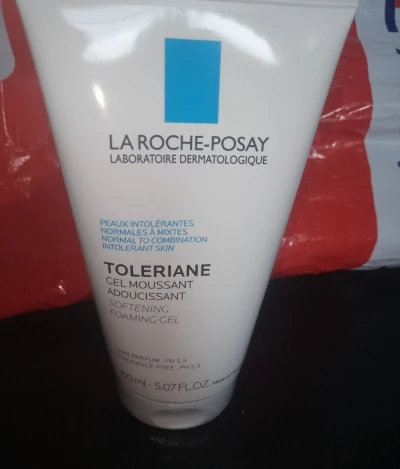 LA ROCHE-POSAY
LABORATOIRE DERMATOLOGIQUE
PEAUX INTOLÉRANTES
NORMALES À MIXTES
NORMAL TO COMBINATION
INTOLERANT SKIN
TOLERIANE
GEL MOUSSANT
ADOUCISSANT
SOFTENING
FOAMING GEL
SANS PARFUM . PH 5.5
FRAGRANCE-FREE . PH 5.5
150 ml - 5.07 FL.OZ.